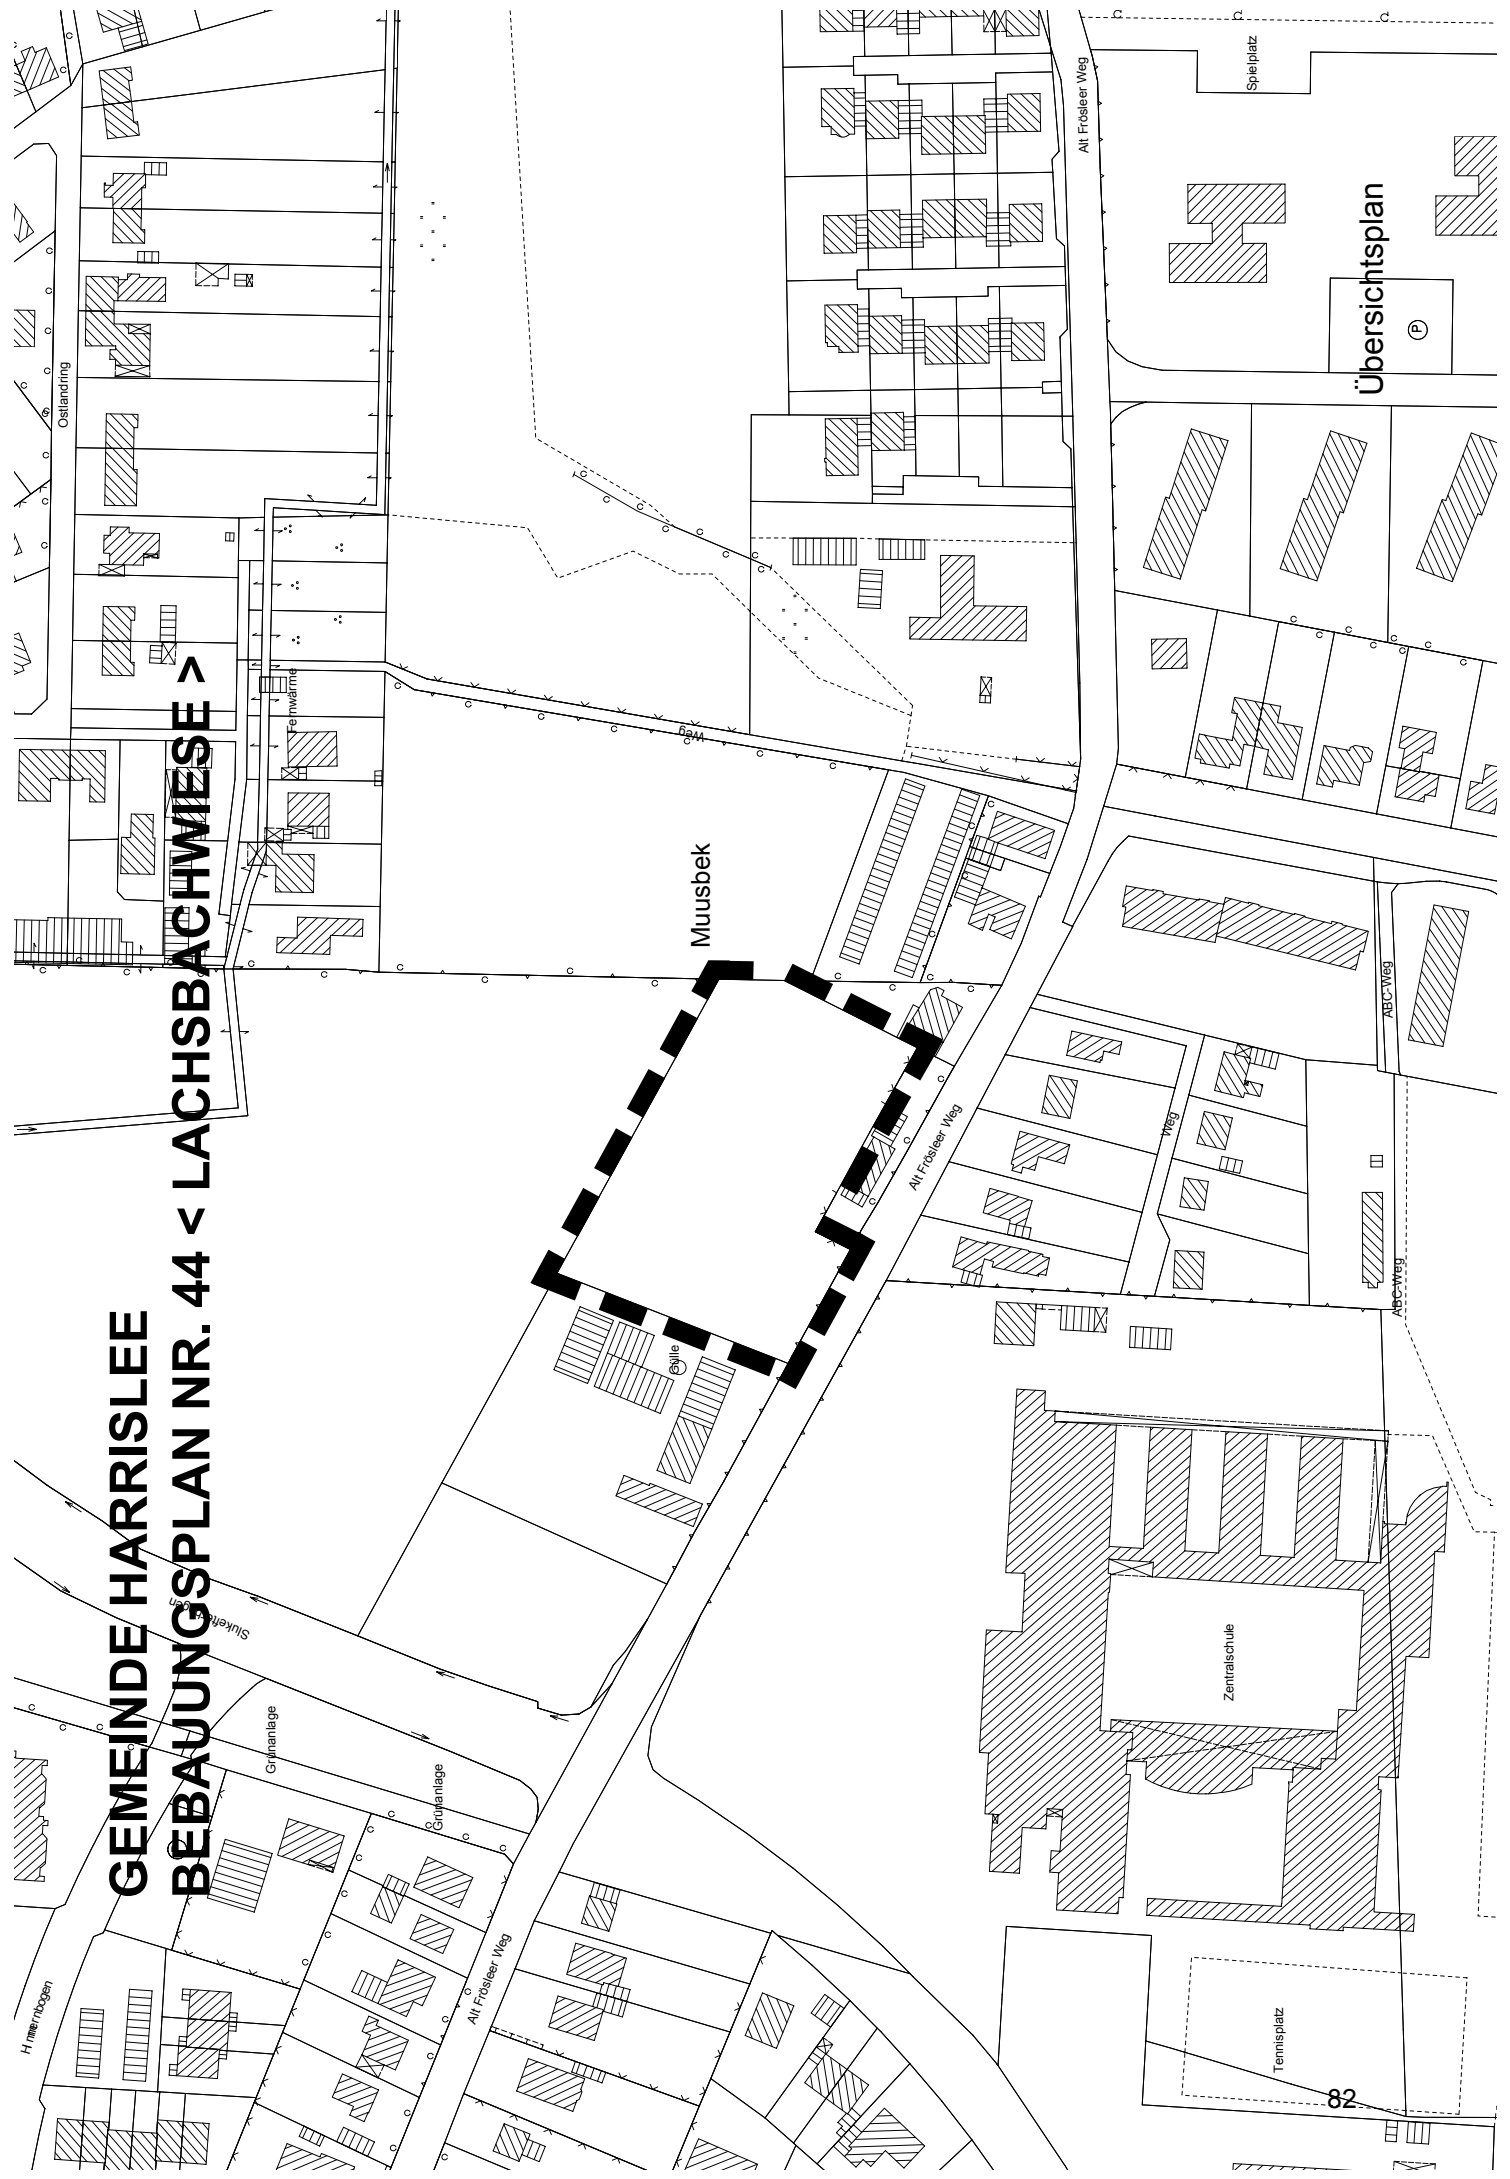 GEMEINDE HARRISLEE
BEBAUUNGSPLAN NR. 44 < LACHSBACHWIESE >
Übersichtsplan
Muusbek
Ostlandring
Fernwärme
Weg
Alt Frösleer Weg
Spielplatz
P
ABC-Weg
ABC-Weg
Weg
Alt Frösleer Weg
Gülle
Grünanlage
Grünanlage
Alt Frösleer Weg
Zentralschule
Tennisplatz
82